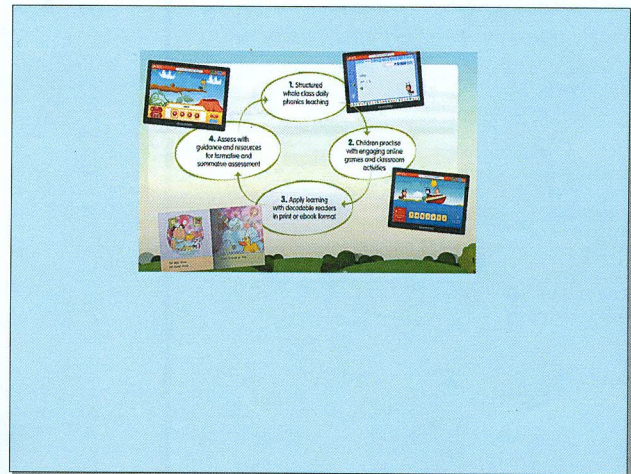 1. Structured
whole class daily
phonics teaching
2. Children practise
with engaging online
games and classroom
activities
3. Apply learning
with decodable readers
in print or ebook format
4. Assess with
guidance and resources
for formative and
summative assessment